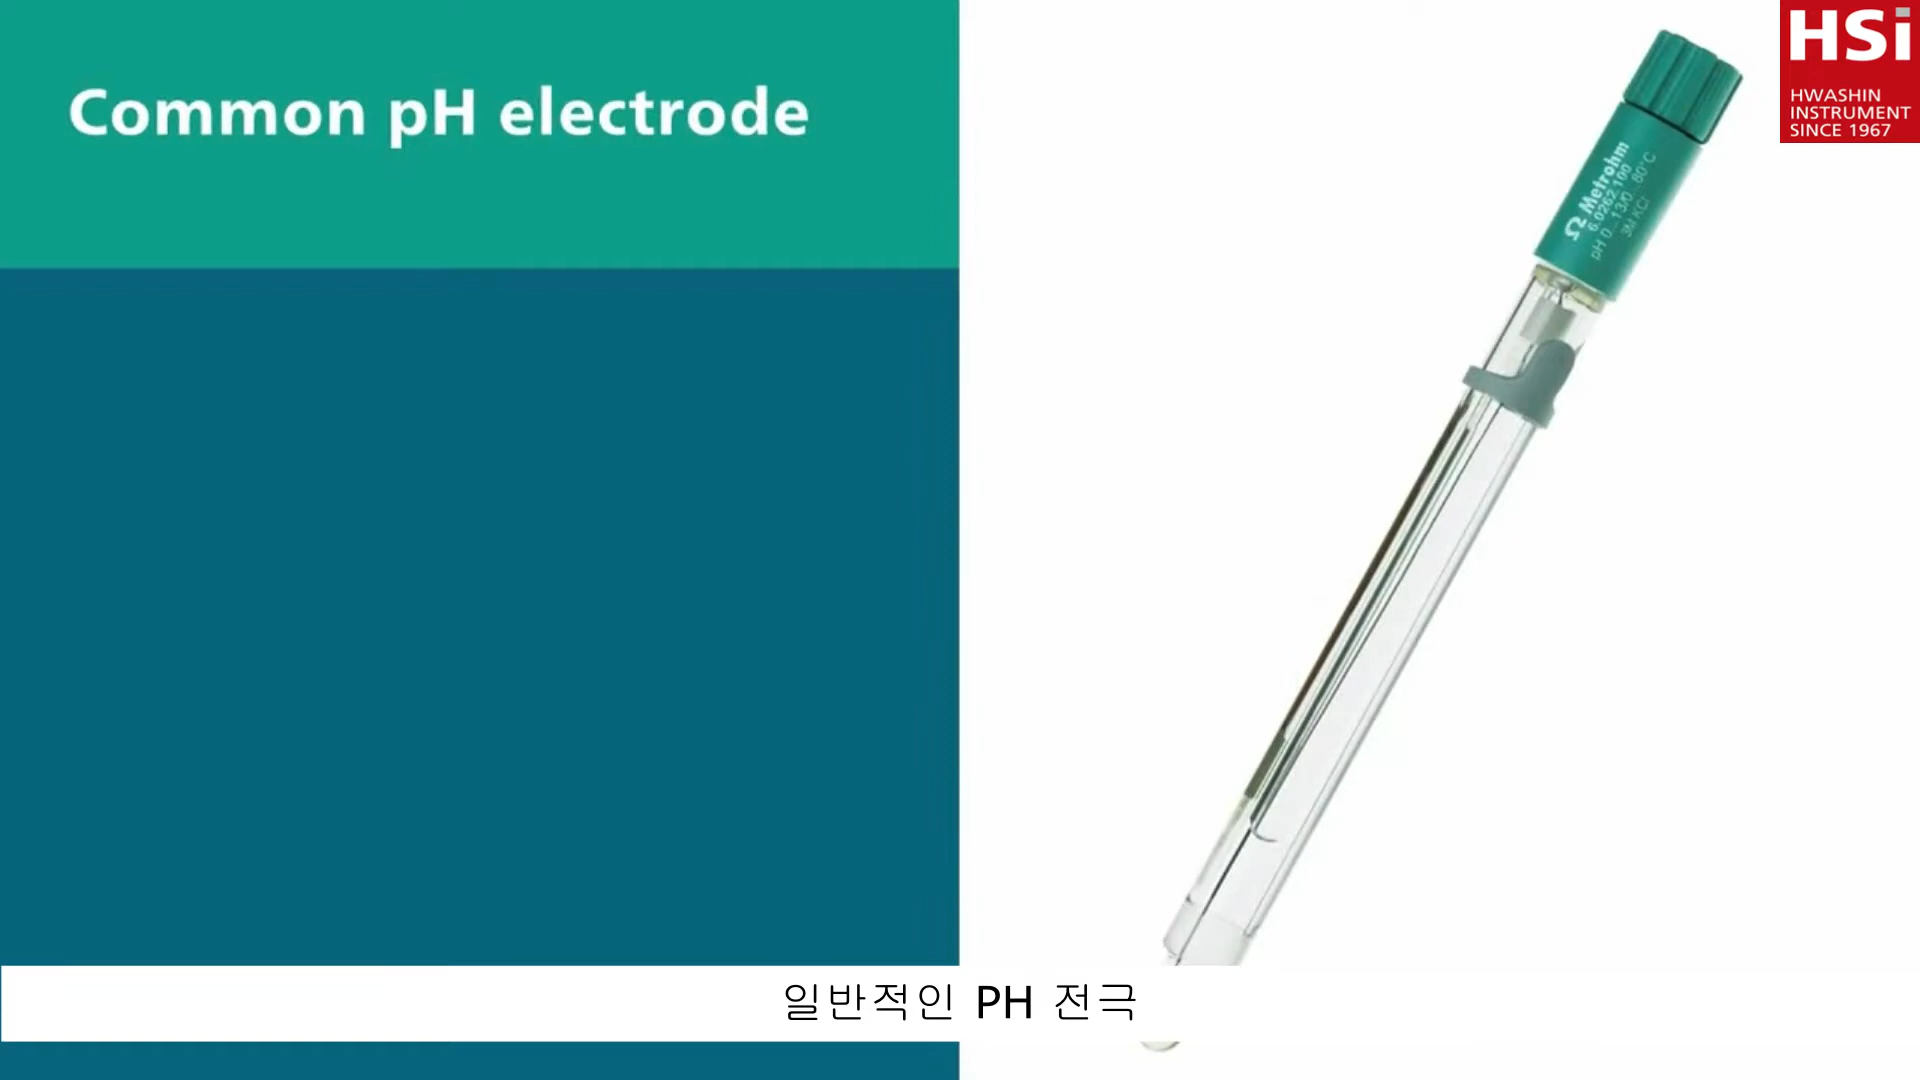 Common pH electrode
HSi
HWASHIN
INSTRUMENT
SINCE 1967
Ω Metrohm
6.0262.100
pH 0...13/0...80°C
3M KCl
일반적인 PH 전극